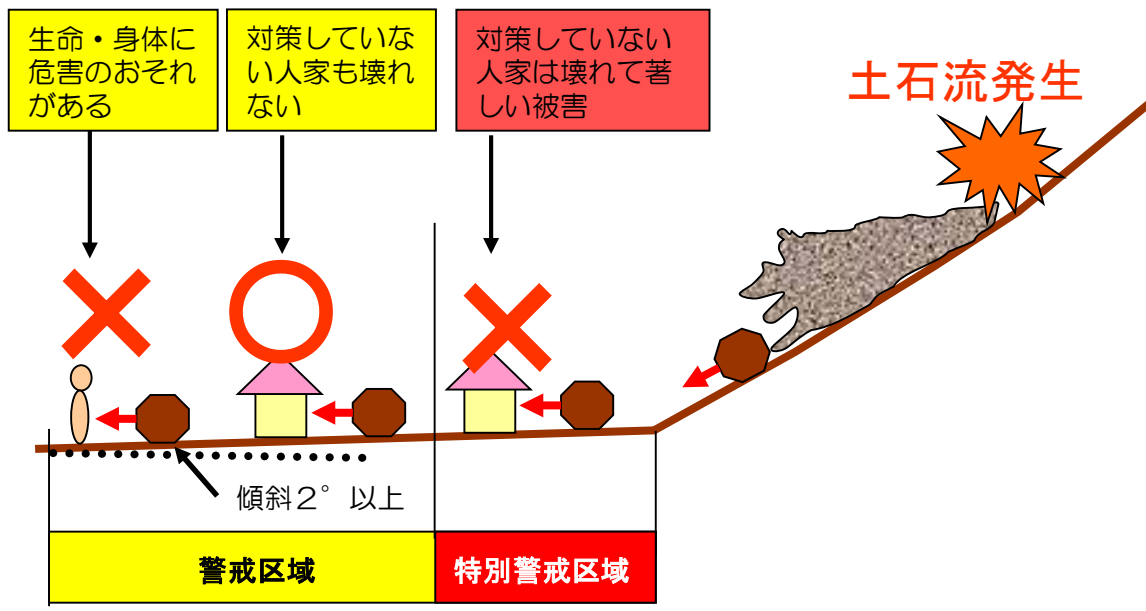 生命・身体に
危害のおそれ
がある
対策していな
い人家も壊れ
ない
対策していない
人家は壊れて著
しい被害
土石流発生
傾斜2°以上
警戒区域
特別警戒区域